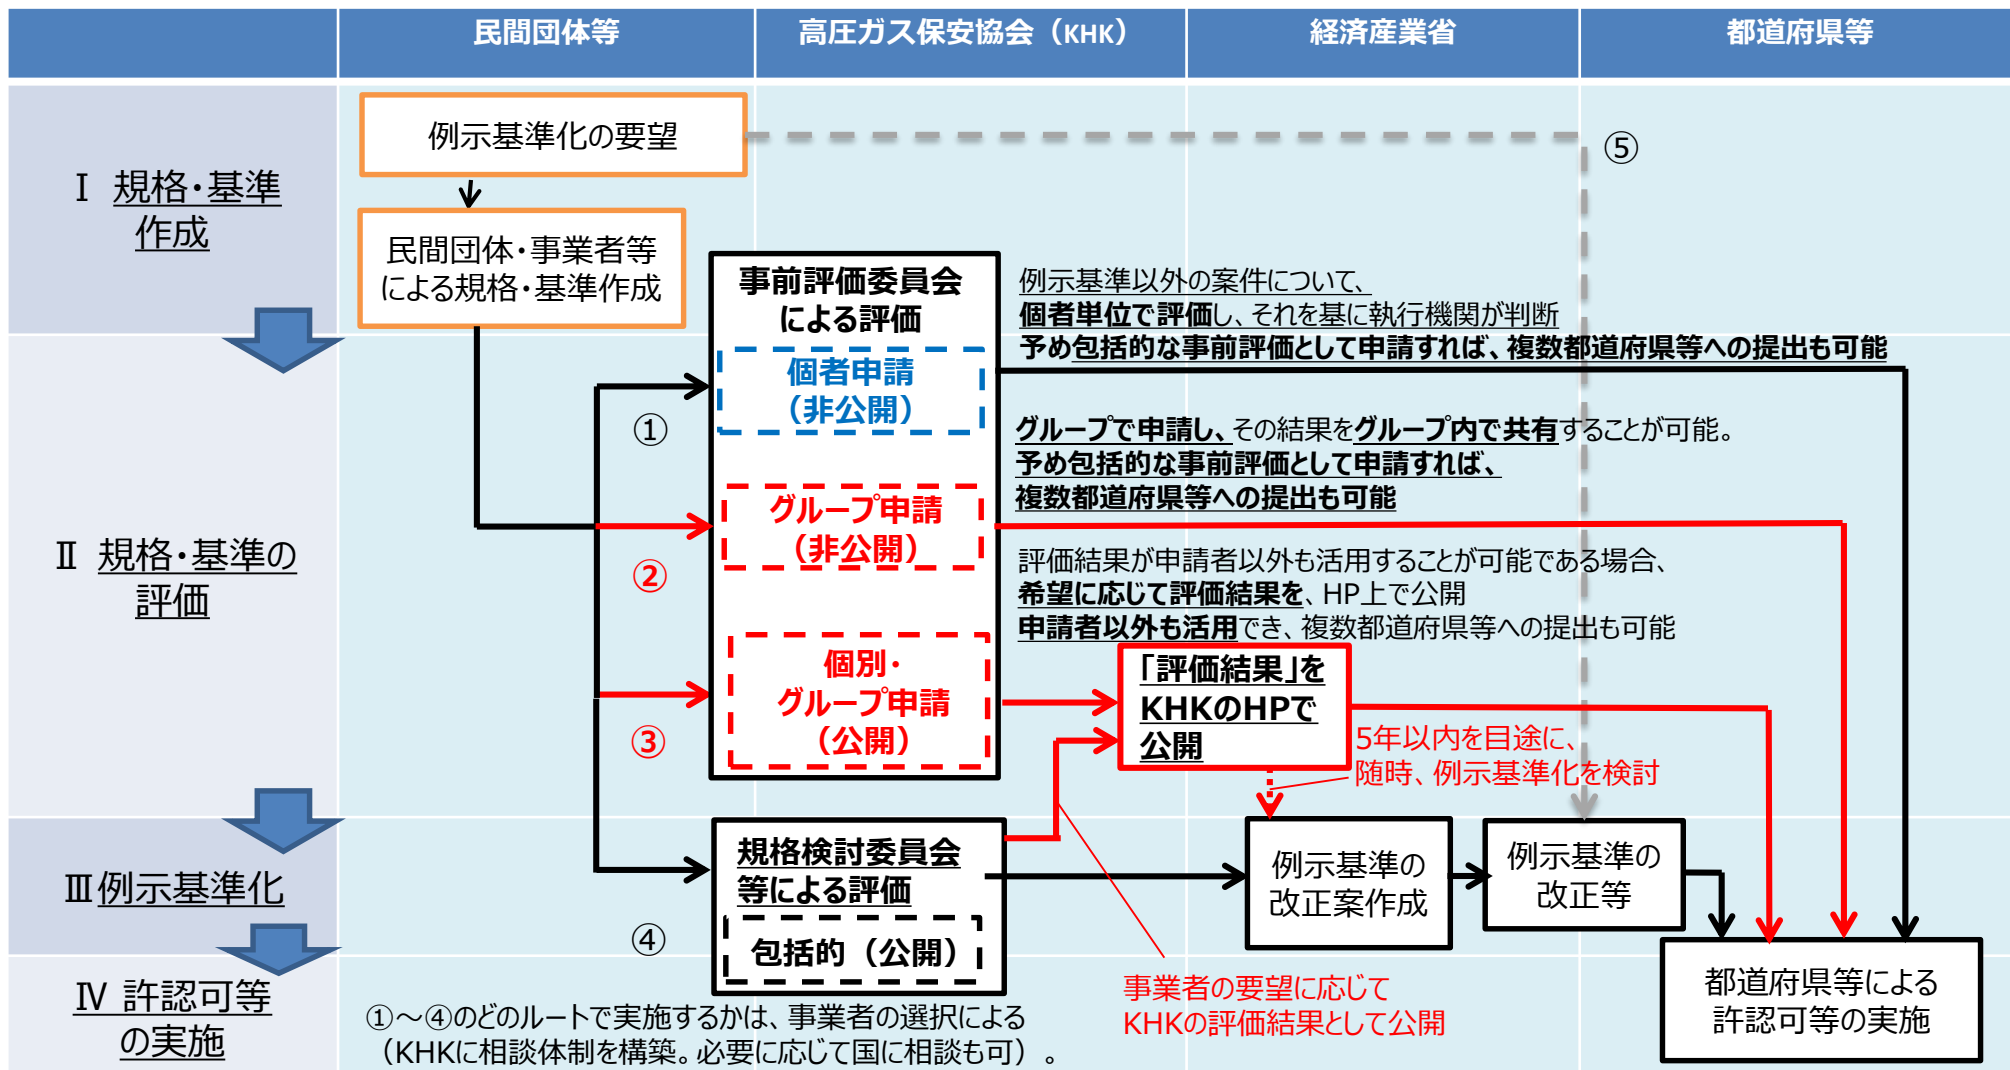 民間団体等
高圧ガス保安協会（KHK）
経済産業省
都道府県等
Ⅰ 規格・基準
作成
例示基準化の要望
⑤
民間団体・事業者等
による規格・基準作成
事前評価委員会
による評価
例示基準以外の案件について、
個者単位で評価し、それを基に執行機関が判断
予め包括的な事前評価として申請すれば、複数都道府県等への提出も可能
Ⅱ 規格・基準の
評価
①
個者申請
（非公開）
グループで申請し、その結果をグループ内で共有することが可能。
予め包括的な事前評価として申請すれば、
複数都道府県等への提出も可能
②
グループ申請
（非公開）
評価結果が申請者以外も活用することが可能である場合、
希望に応じて評価結果を、HP上で公開
申請者以外も活用でき、複数都道府県等への提出も可能
③
個別・
グループ申請
（公開）
「評価結果」を
KHKのHPで
公開
5年以内を目途に、
随時、例示基準化を検討
Ⅲ例示基準化
④
規格検討委員会
等による評価
包括的（公開）
例示基準の
改正案作成
例示基準の
改正等
事業者の要望に応じて
KHKの評価結果として公開
Ⅳ 許認可等
の実施
①～④のどのルートで実施するかは、事業者の選択による
（KHKに相談体制を構築。必要に応じて国に相談も可）。
都道府県等による
許認可等の実施